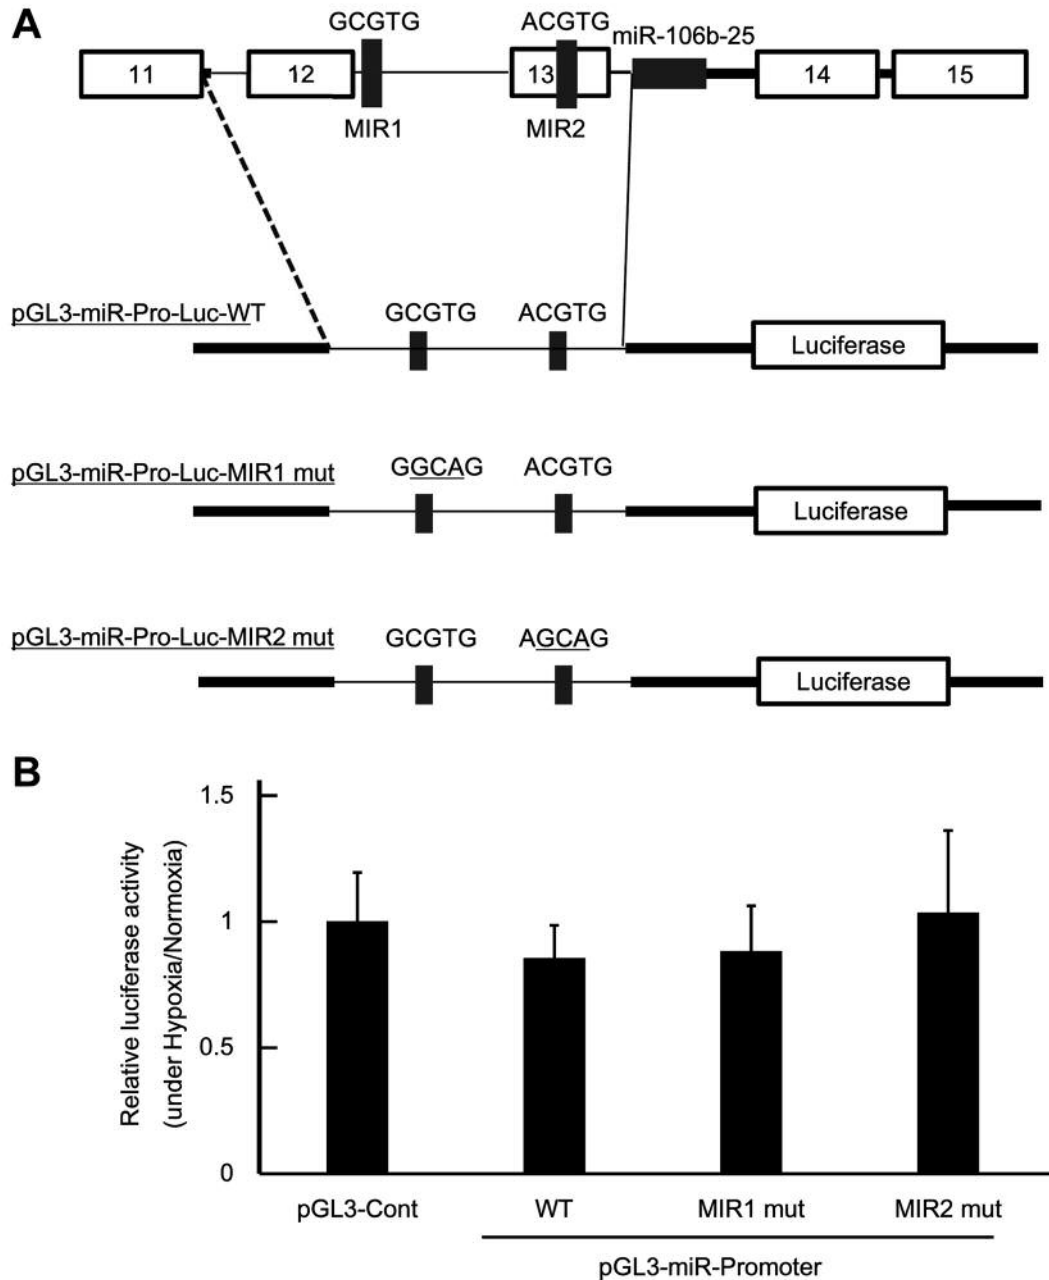 A
GCGTG ACGTG
miR-106b-25
11 12 13 14 15
MIR1 MIR2
pGL3-miR-Pro-Luc-WT
GCGTG ACGTG
Luciferase
pGL3-miR-Pro-Luc-MIR1 mut
GGCAG ACGTG
Luciferase
pGL3-miR-Pro-Luc-MIR2 mut
GCGTG AGCAG
Luciferase
B
Relative luciferase activity
(under Hypoxia/Normoxia)
1.5
1
0.5
0
pGL3-Cont WT MIR1 mut MIR2 mut
pGL3-miR-Promoter